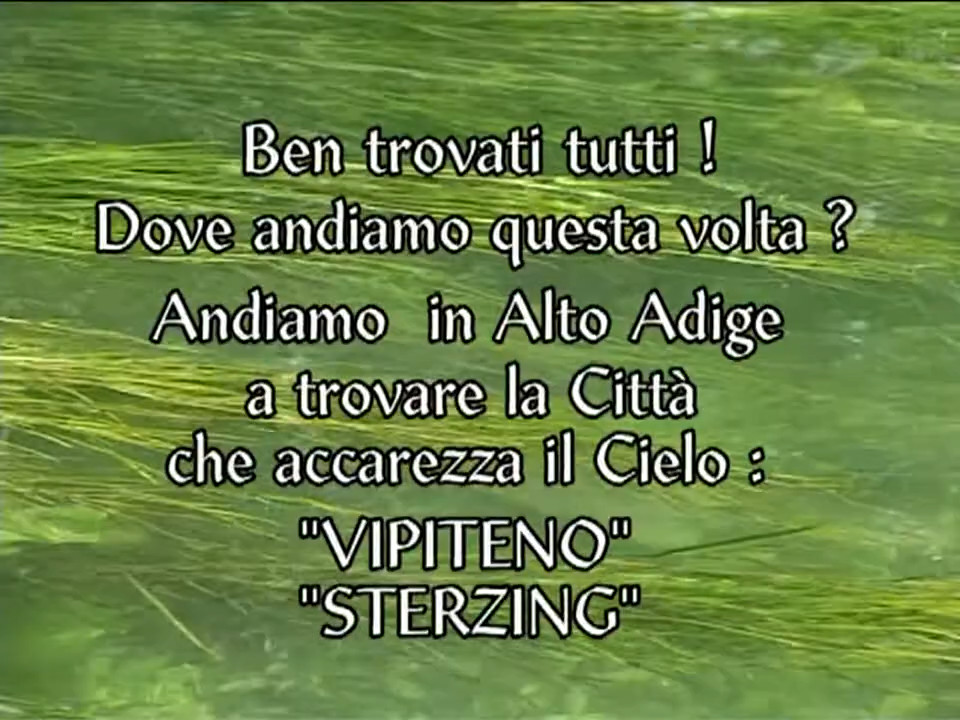 Ben trovati tutti !
Dove andiamo questa volta ?
Andiamo in Alto Adige
a trovare la Città
che accarezza il Cielo :
"VIPITENO"
"STERZING"